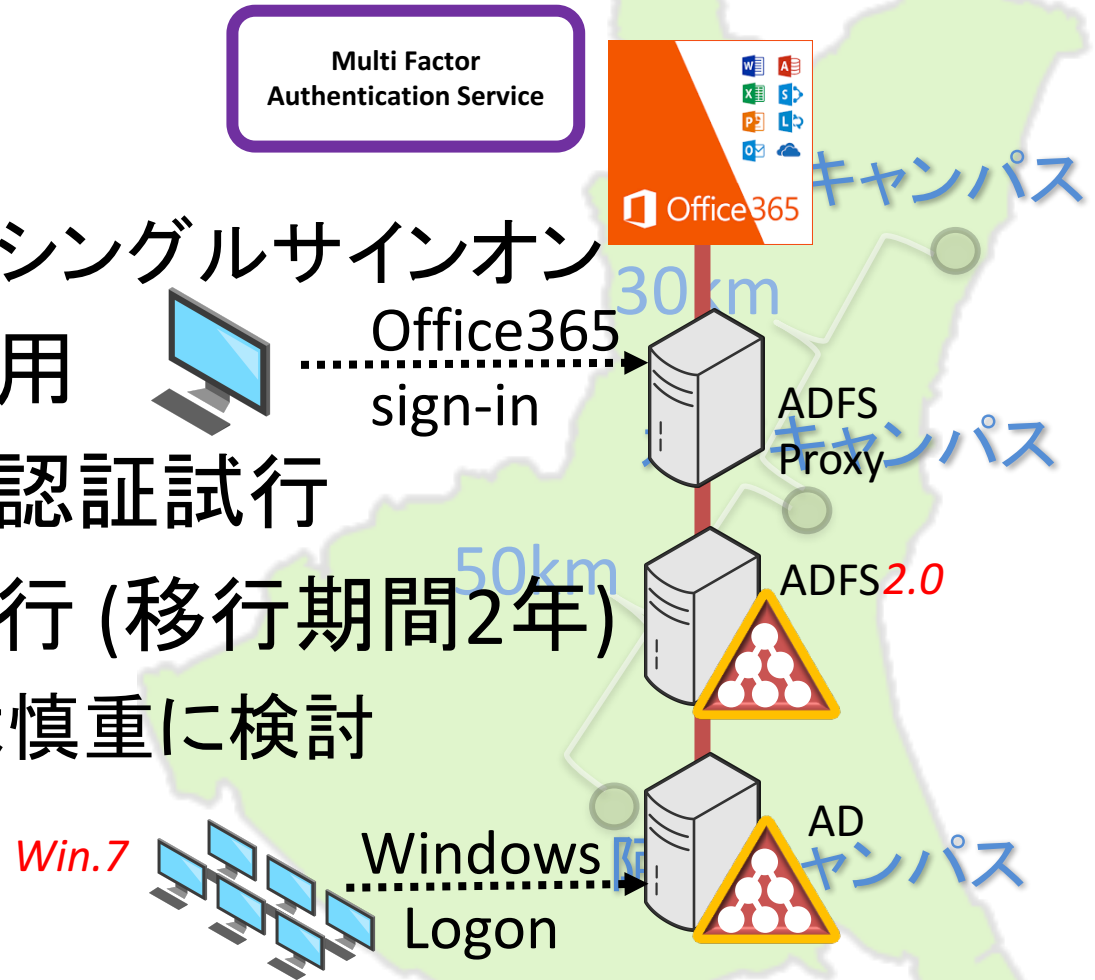 Multi Factor
Authentication Service
Office 365
キャンパス
シングルサインオン
30km
Office365
sign-in
用
ADFS
Proxy
キャンパス
認証試行
50km
ADFS2.0
行 (移行期間2年)
慎重に検討
AD
Win.7
Windows
Logon
キャンパス